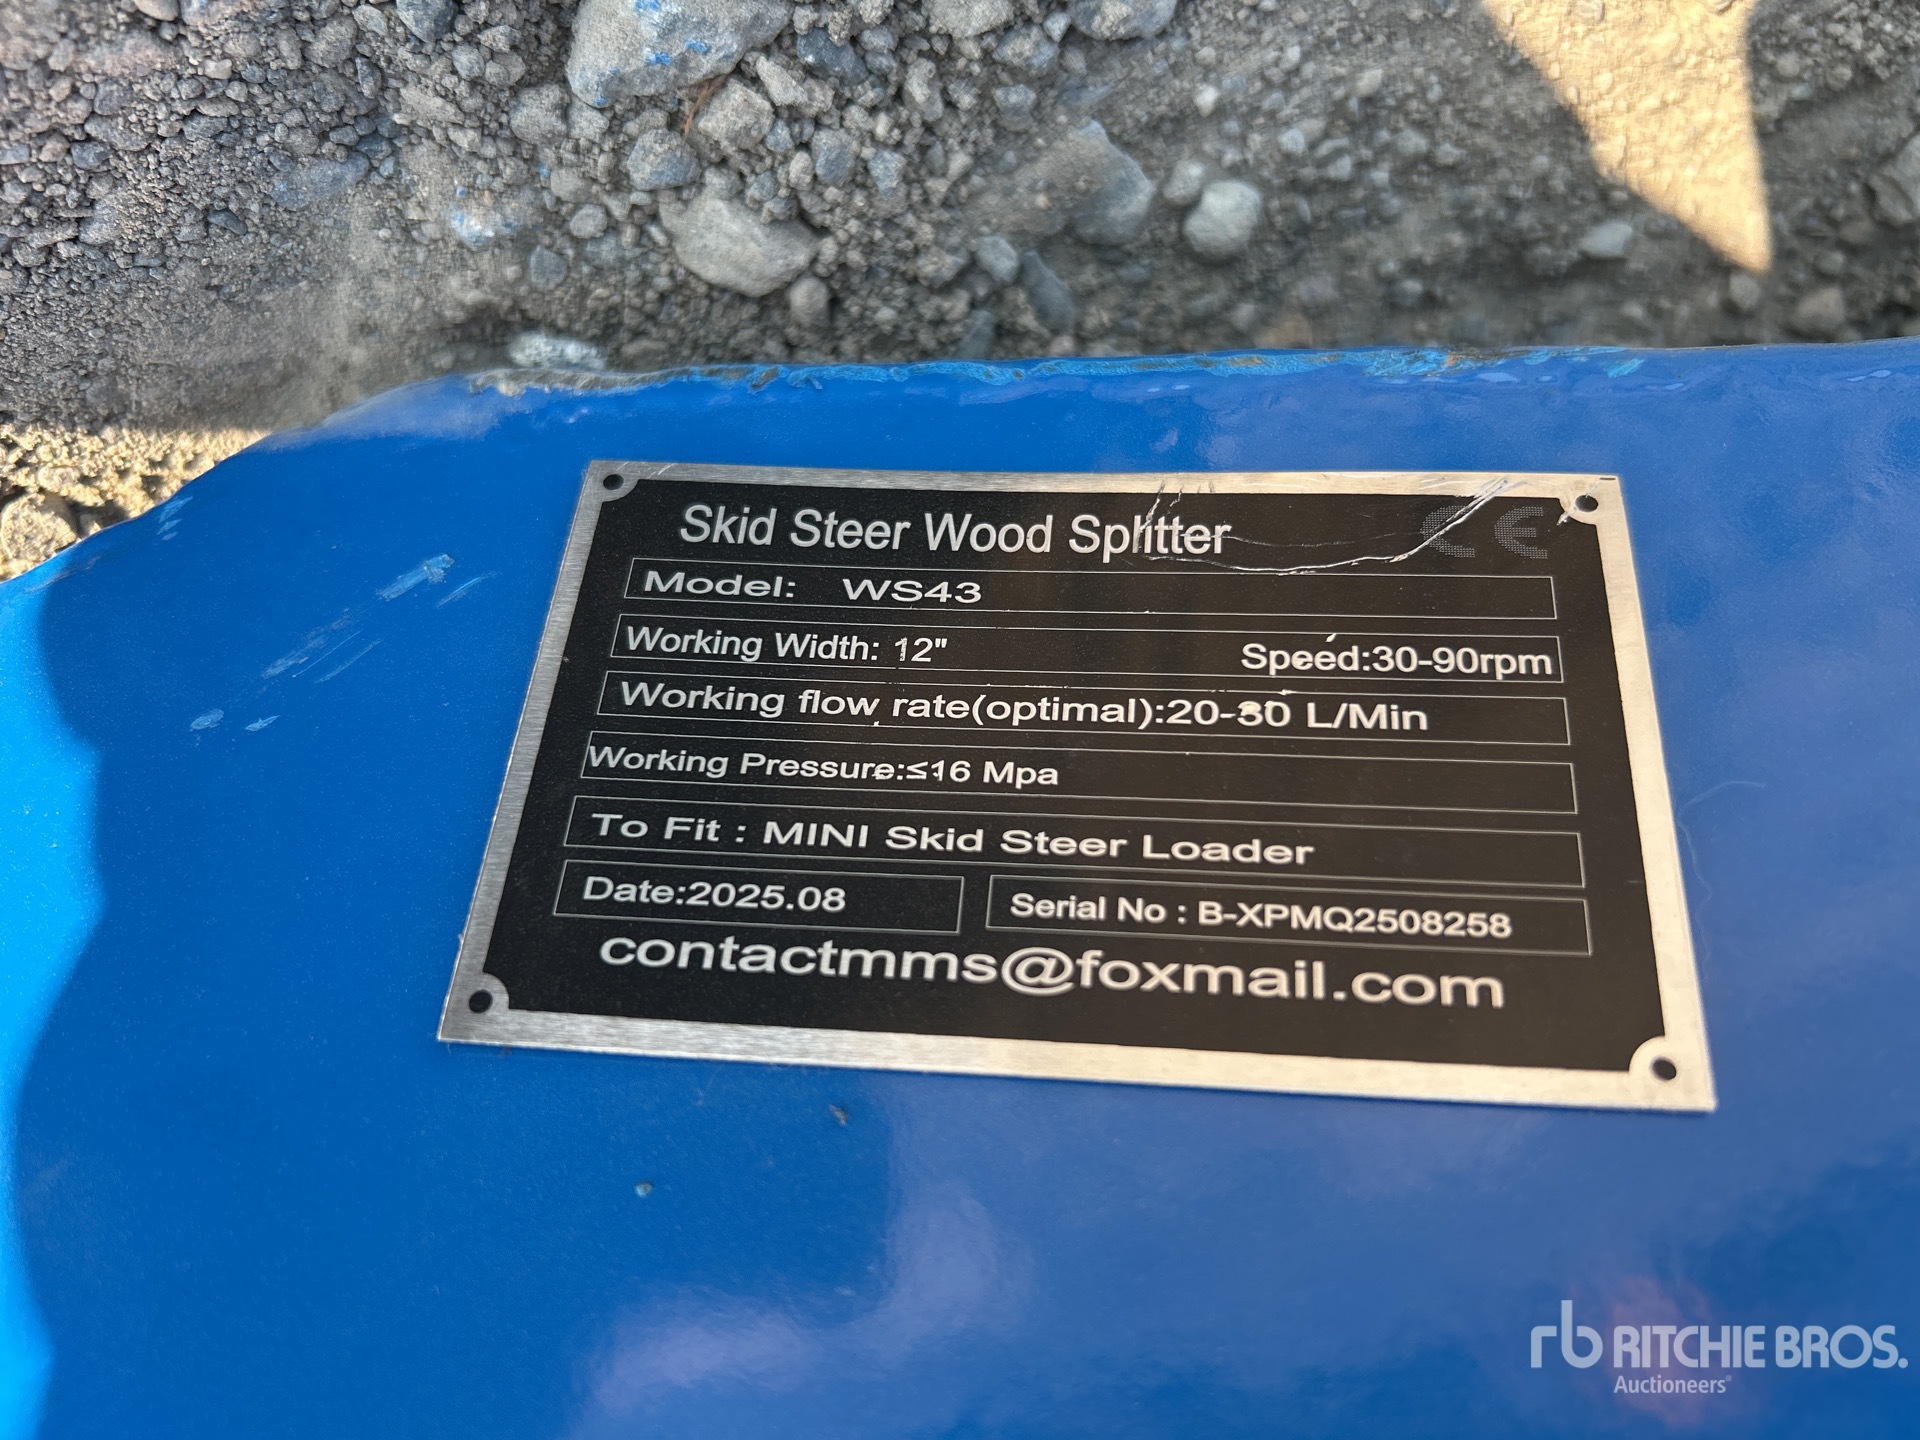 Skid Steer Wood Splitter CE
Model: WS43
Working Width: 12" Speed:30-90rpm
Working flow rate(optimal):20-30 L/Min
Working Pressure:≤16 Mpa
To Fit : MINI Skid Steer Loader
Date:2025.08 Serial No : B-XPMQ2508258
contactmms@foxmail.com
rb RITCHIE BROS.
Auctioneers